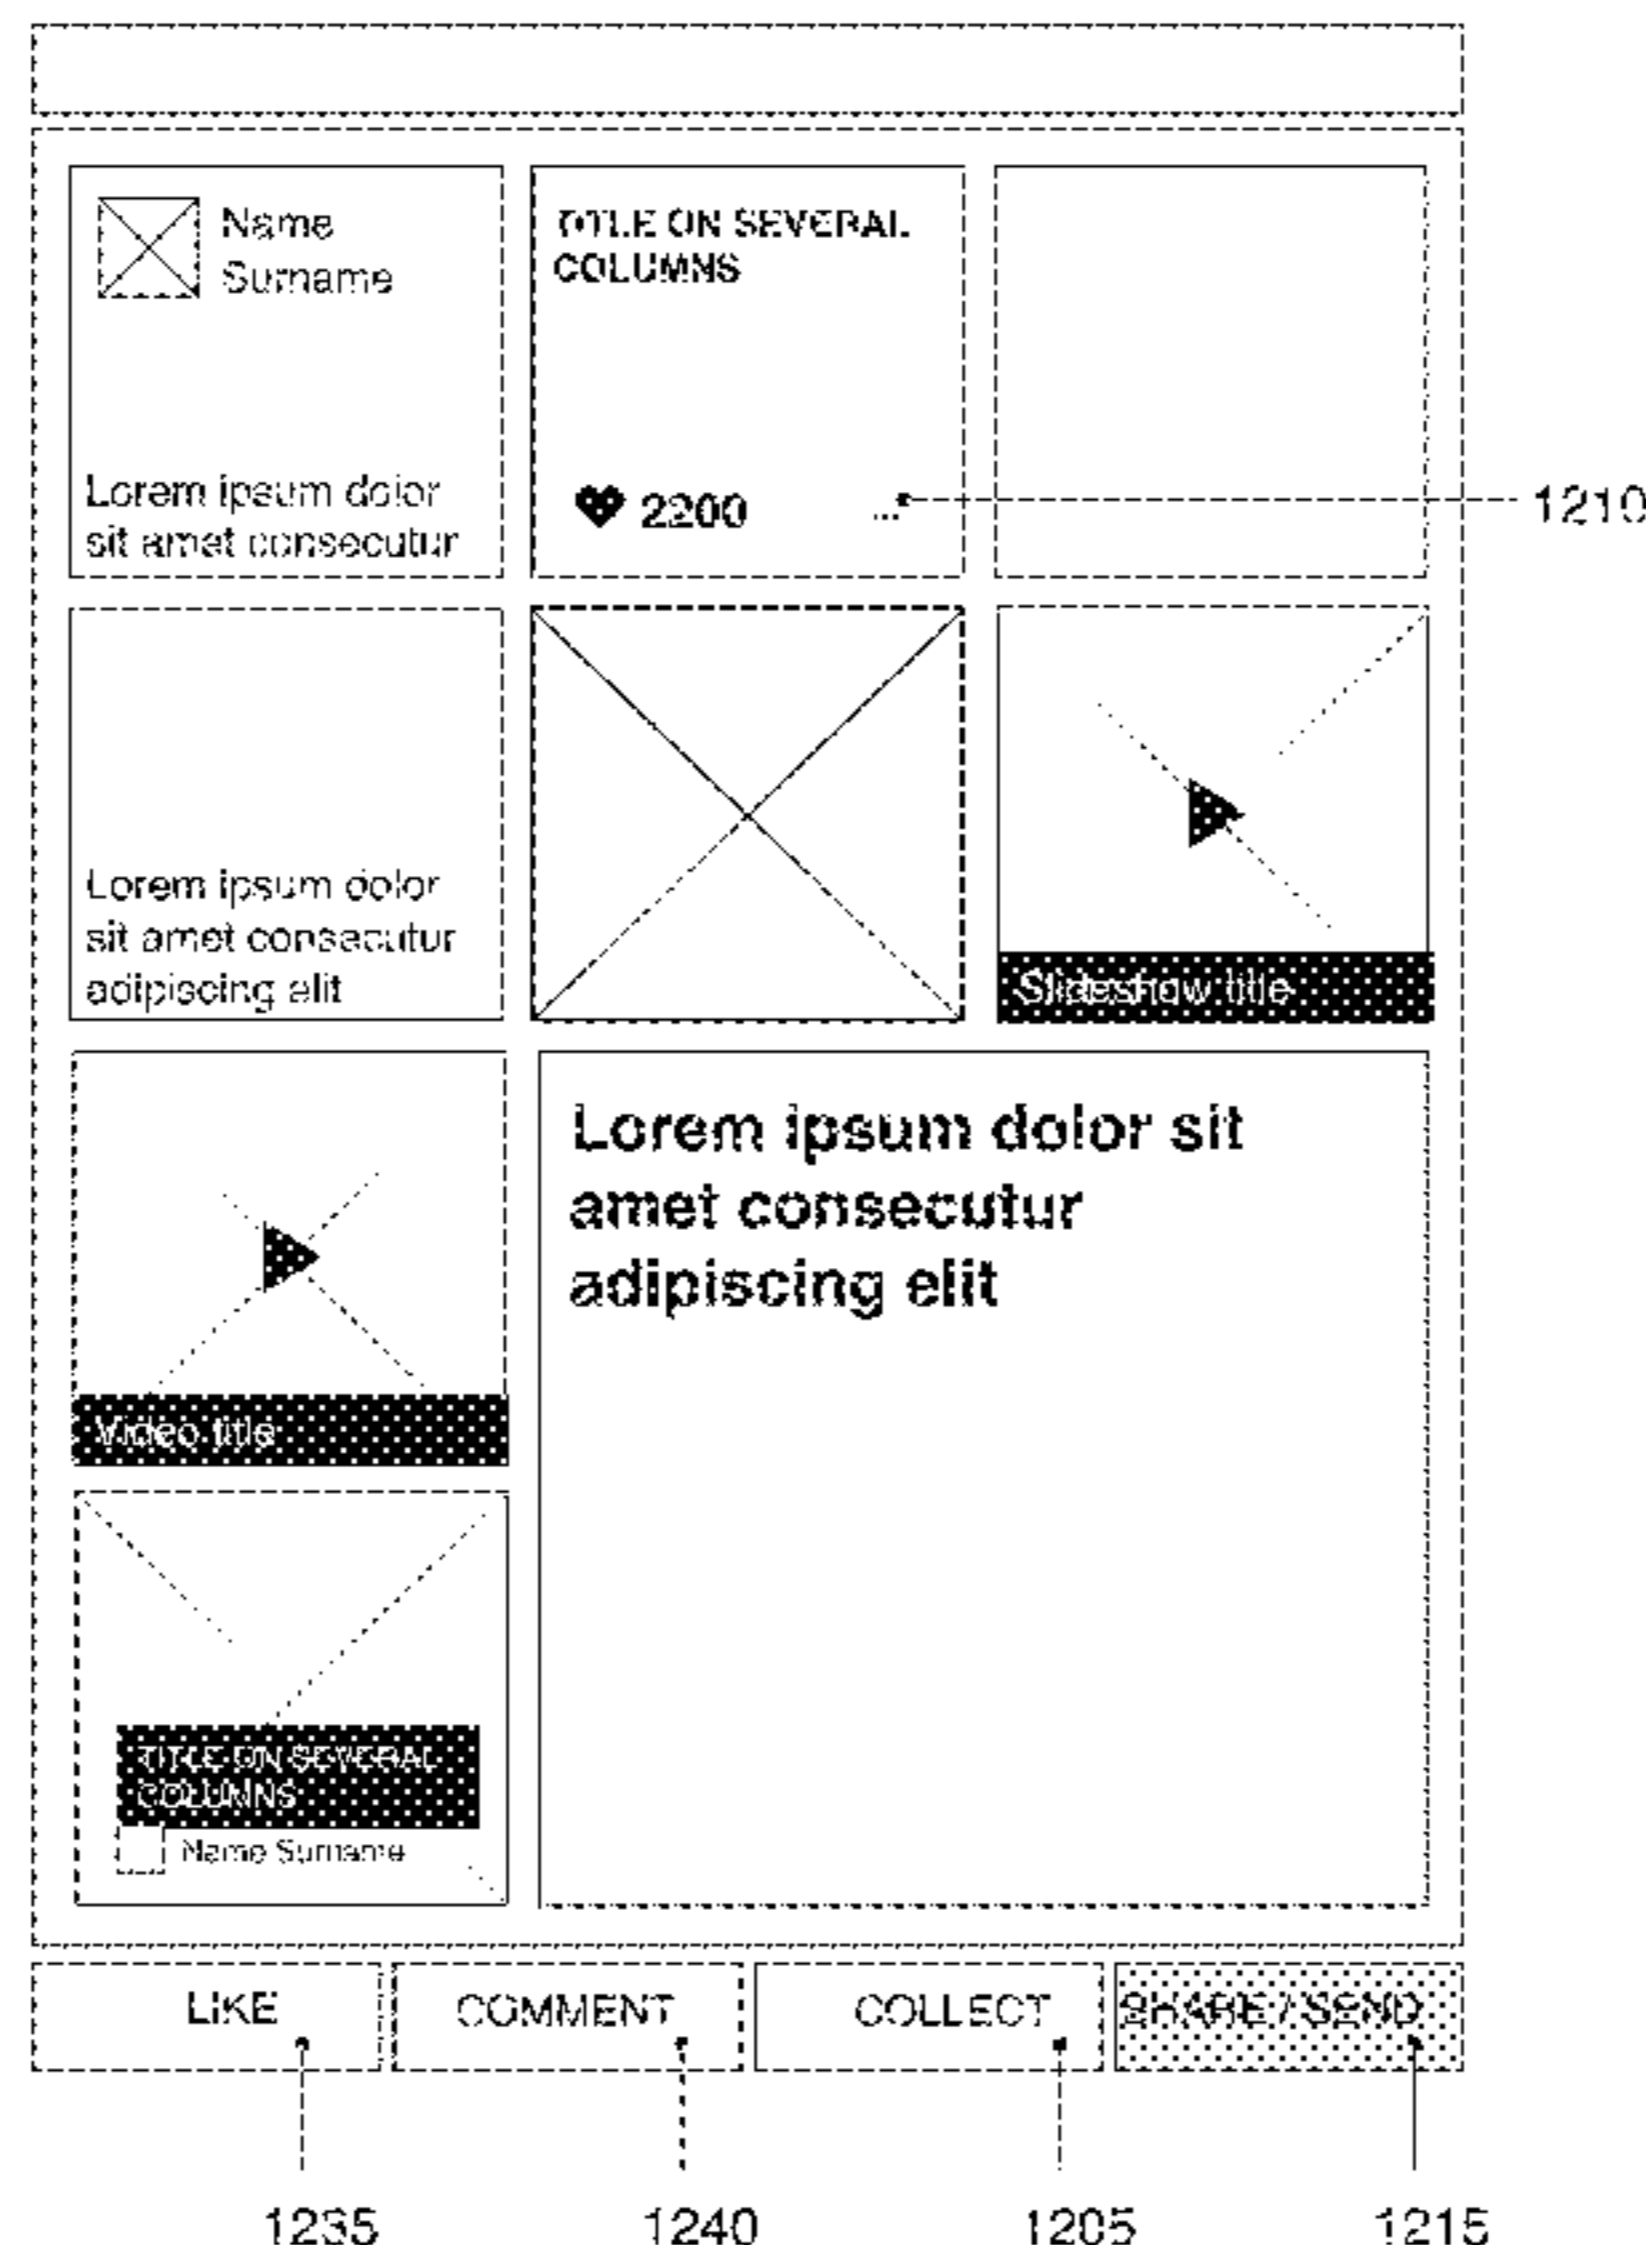 Name
Surname
Lorem ipsum dolor
sit amet consecutur
TITLE ON SEVERAL
COLUMNS
2200
...
1210
Lorem ipsum dolor
sit amet consecutur
adipiscing elit
Slideshow title
Video title
Lorem ipsum dolor sit
amet consecutur
adipiscing elit
TITLE ON SEVERAL
COLUMNS
Name Surname
LIKE
COMMENT
COLLECT
SHARE / SEND
1235
1240
1205
1215